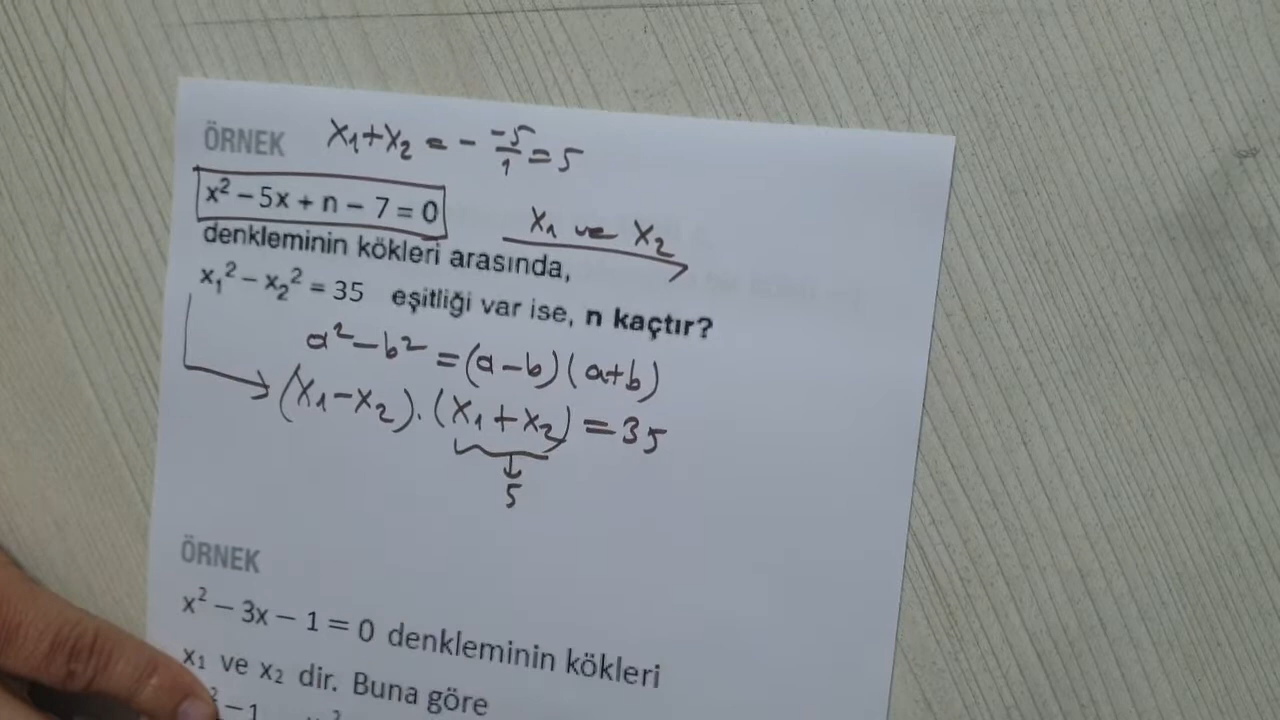 ÖRNEK x₁+x₂ = - -5/1 = 5
x² – 5x + n – 7 = 0
x₁ ve x₂
denkleminin kökleri arasında,
x₁² – x₂² = 35 eşitliği var ise, n kaçtır?
a²–b² = (a–b)(a+b)
(x₁–x₂).(x₁+x₂) = 35
5
ÖRNEK
x² – 3x – 1 = 0 denkleminin kökleri
x₁ ve x₂ dir. Buna göre